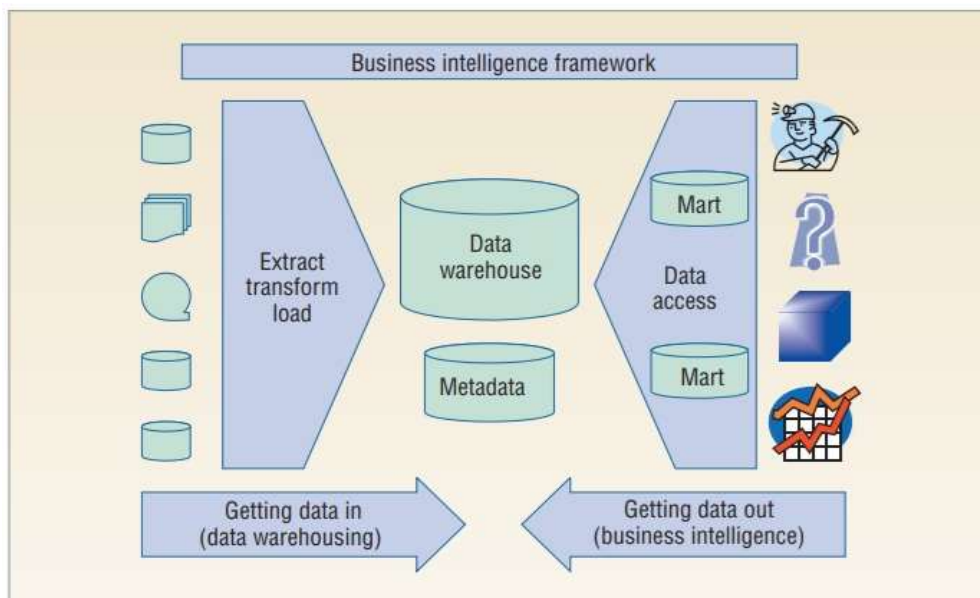 Business intelligence framework
Extract
transform
load
Data
warehouse
Metadata
Mart
Data
access
Mart
?
Getting data in
(data warehousing)
Getting data out
(business intelligence)